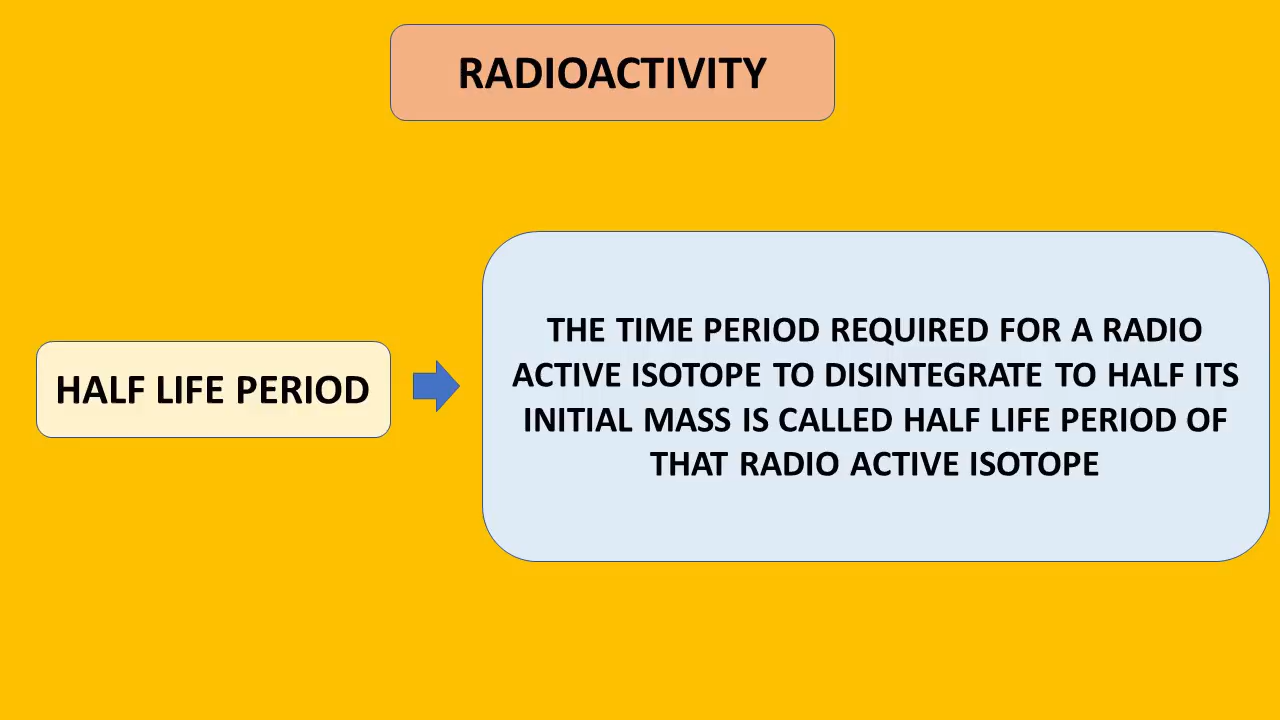 RADIOACTIVITY
HALF LIFE PERIOD
THE TIME PERIOD REQUIRED FOR A RADIO
ACTIVE ISOTOPE TO DISINTEGRATE TO HALF ITS
INITIAL MASS IS CALLED HALF LIFE PERIOD OF
THAT RADIO ACTIVE ISOTOPE